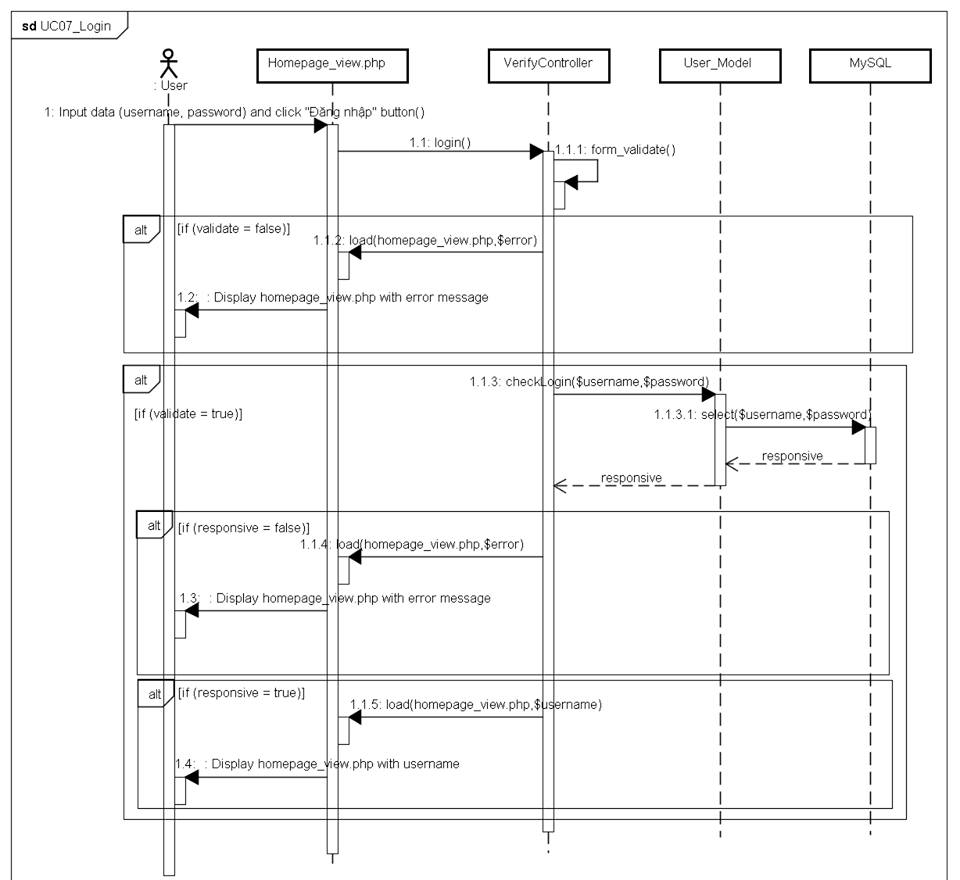 sd UC07_Login
Homepage_view.php
VerifyController
User_Model
MySQL
: User
1: Input data (username, password) and click "Đăng nhập" button()
1.1: login()
1.1.1: form_validate()
alt
[if (validate = false)]
1.1.2: load(homepage_view.php,$error)
1.2: : Display homepage_view.php with error message
alt
1.1.3: checkLogin($username,$password)
[if (validate = true)]
1.1.3.1: select($username,$password)
responsive
responsive
alt
[if (responsive = false)]
1.1.4: load(homepage_view.php,$error)
1.3: : Display homepage_view.php with error message
alt
[if (responsive = true)]
1.1.5: load(homepage_view.php,$username)
1.4: : Display homepage_view.php with username